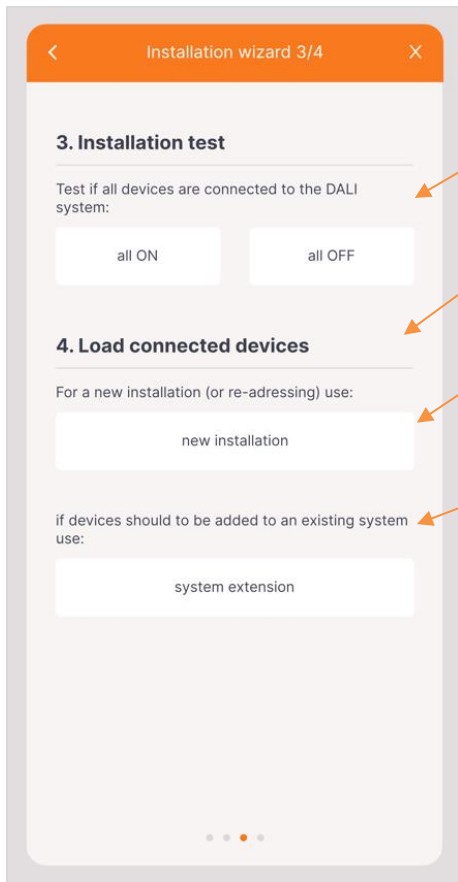 Installation wizard 3/4
X
3. Installation test
Test if all devices are connected to the DALI
system:
all ON
all OFF
4. Load connected devices
For a new installation (or re-adressing) use:
new installation
if devices should to be added to an existing system
use:
system extension